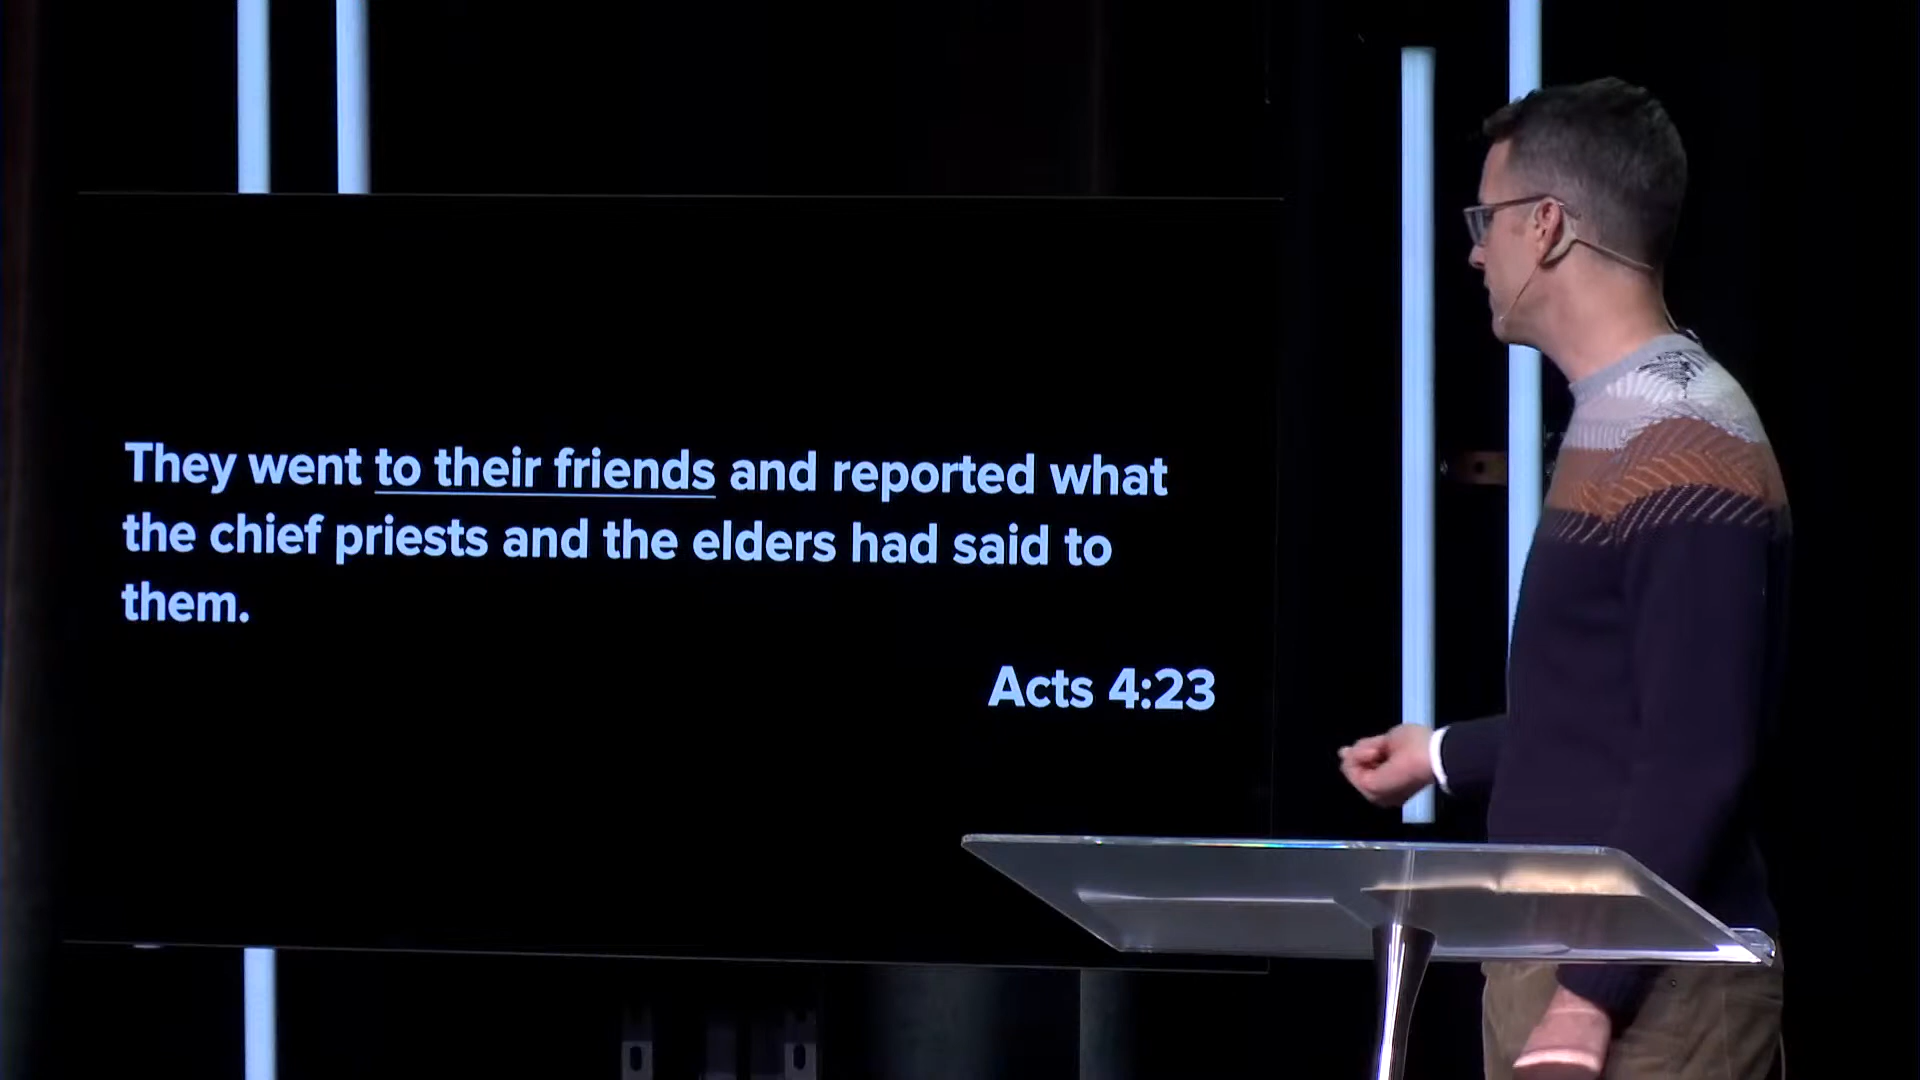 They went to their friends and reported what
the chief priests and the elders had said to
them.
Acts 4:23